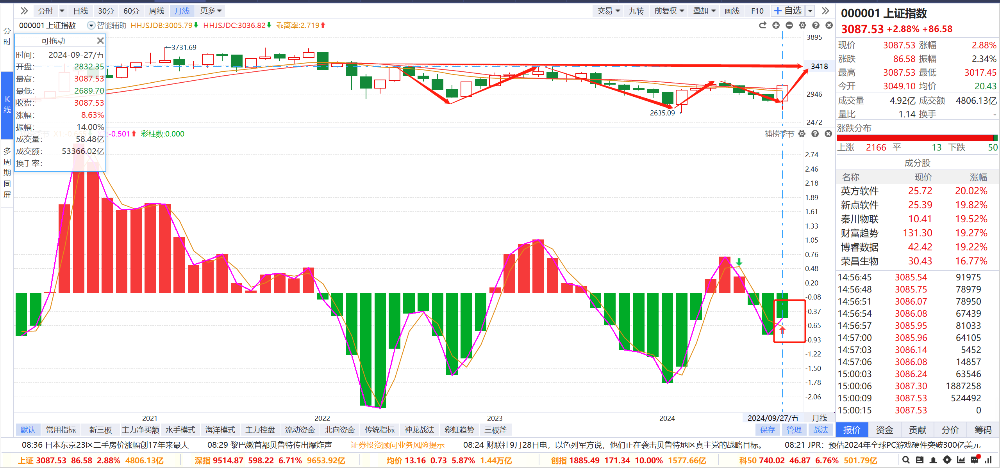 分时 日线 30分 60分 周线 月线 更多 交易 九转 前复权 叠加 画线 F10 +自选
000001 上证指数 智能辅助 HHJSJDB:3005.79 HHJSJDC:3036.82 乖离率:2.719
分时
K线
多周期同屏
可拖动
时间: 2024-09-27/五
开盘: 2832.35
最高: 3087.53
最低: 2689.70
收盘: 3087.53
涨幅: 8.63%
振幅: 14.00%
成交量: 58.48亿
成交额: 53366.02亿
换手率:
←3731.69
2635.09→
3895
3418
2946
2472
捕捞季节 X1:-0.665 X2:-0.501 彩柱数:0.000
捕捞季节
2.74
2.46
2.18
1.89
1.61
1.33
1.05
0.76
0.48
0.20
-0.08
-0.37
-0.65
-0.93
-1.22
-1.50
-1.78
-2.06
2021 2022 2023 2024 2024/09/27/五 月线
默认 常用指标 新三板 主力净买额 水手模式 海洋模式 主力控盘 流动资金 北向资金 传统指标 神龙战法 彩虹趋势 三板斧 保存 管理 战法
000001 上证指数
3087.53 +2.88% +86.58
现价 3087.53 涨幅 2.88%
涨跌 86.58 振幅 2.34%
最高 3087.53 最低 3017.45
今开 3049.10 均价 20.43
成交量 4.92亿 成交额 4806.13亿
量比 1.14 换手 -
涨跌分布
上涨 2166 平 13 下跌 50
成分股
名称 现价 涨幅
英方软件 25.72 20.02%
新点软件 25.39 19.82%
秦川物联 10.41 19.52%
财富趋势 131.30 19.27%
博睿数据 42.42 19.22%
荣昌生物 30.43 16.77%
14:56:45 3085.54 91975
14:56:48 3085.75 78979
14:56:51 3086.07 78950
14:56:54 3086.08 67439
14:56:57 3085.95 81033
14:57:00 3085.96 64105
14:57:03 3086.14 5452
14:57:06 3086.08 14857
15:00:03 3086.24 63546
15:00:06 3087.30 1887258
15:00:09 3087.53 524492
15:00:15 3087.53 0
报价 资金 贡献 分价 筹码
08:36 日本东京23区二手房价涨幅创17年来最大 08:29 黎巴嫩首都贝鲁特传出爆炸声 证券投资顾问业务风险提示 08:24 财联社9月28日电，以色列军方说，他们正在袭击贝鲁特地区真主党的战略目标。 08:21 JPR：预估2024年全球PC游戏硬件突破300亿美元
上证 3087.53 86.58 2.88% 4806.13亿 深指 9514.87 598.22 6.71% 9653.92亿 均价 13.16 0.73 5.87% 1.44万亿 创指 1885.49 171.34 10.00% 1577.66亿 科50 740.02 46.87 6.76% 501.79亿